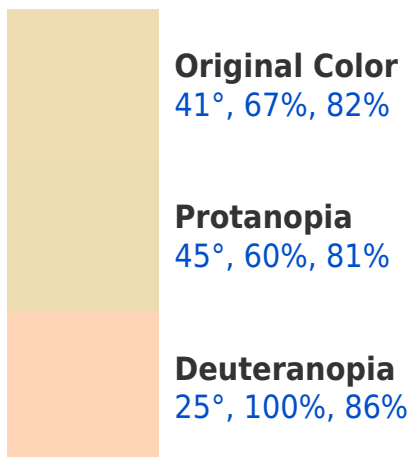 Original Color
41°, 67%, 82%
Protanopia
45°, 60%, 81%
Deuteranopia
25°, 100%, 86%